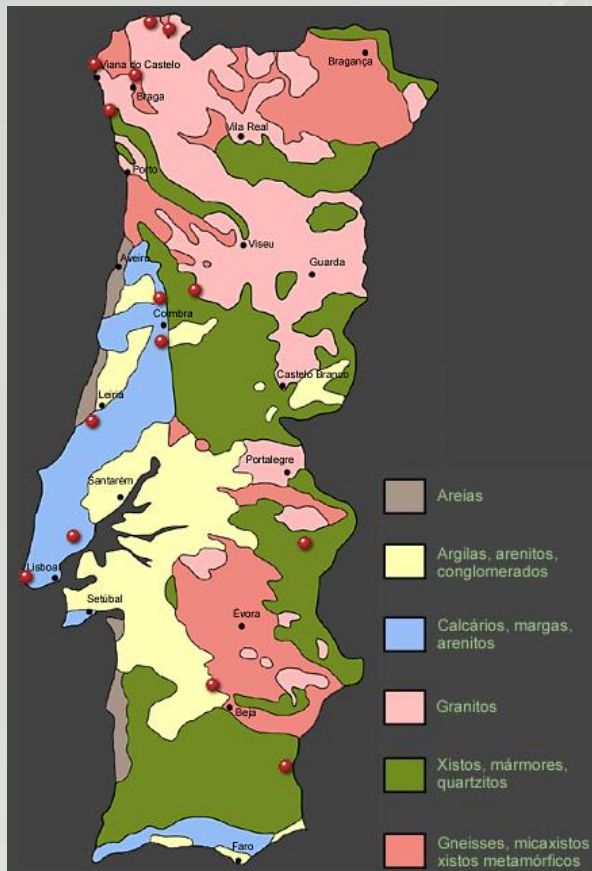 Viana do Castelo
Bragança
Braga
Vila Real
Porto
Viseu
Aveiro
Guarda
Coimbra
Castelo Branco
Leiria
Portalegre
Santarém
Areias
Lisboa
Argilas, arenitos,
conglomerados
Setúbal
Évora
Calcários, margas,
arenitos
Granitos
Beja
Xistos, mármores,
quartzitos
Faro
Gneisses, micaxistos
xistos metamórficos